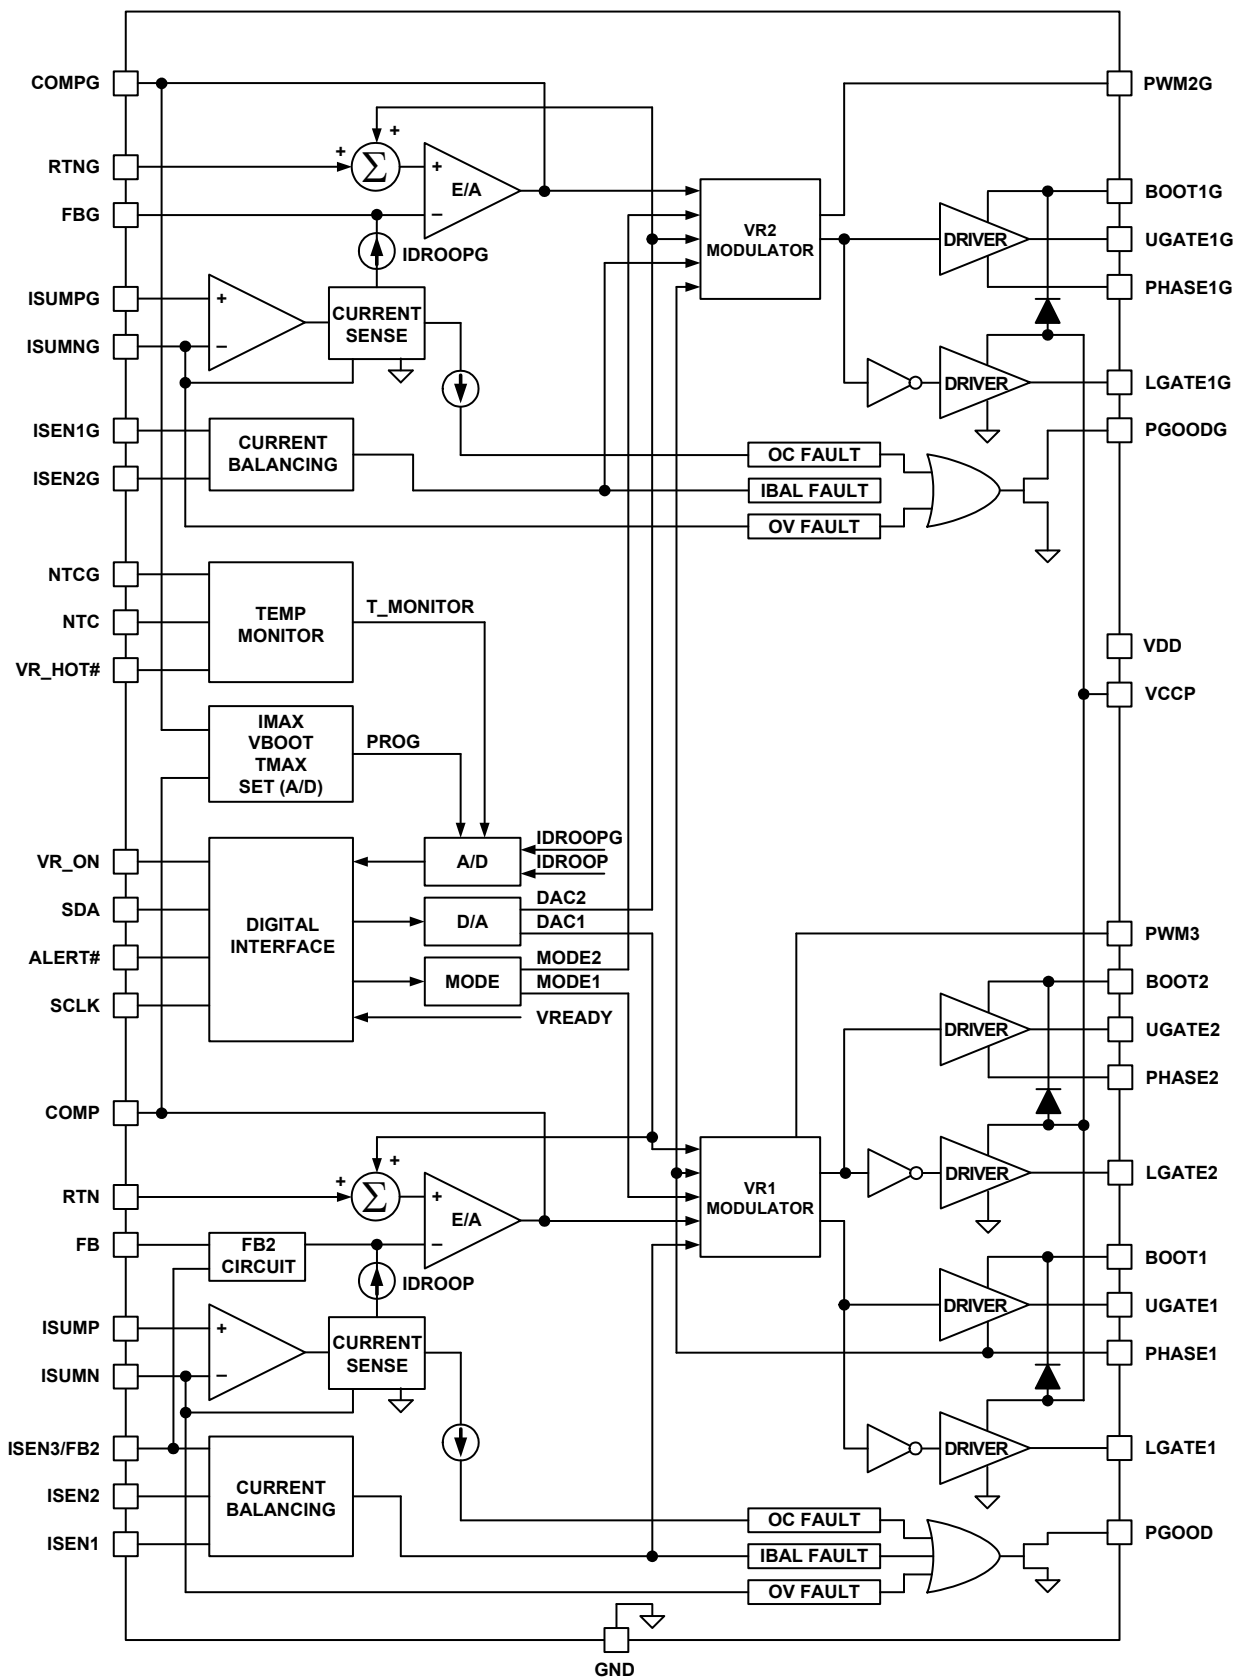 COMPG
PWM2G
+
RTNG
+
Σ
+
E/A
BOOT1G
VR2
MODULATOR
FBG
−
IDROOPG
DRIVER
UGATE1G
ISUMPG
+
CURRENT
SENSE
PHASE1G
ISUMNG
−
DRIVER
LGATE1G
ISEN1G
CURRENT
BALANCING
PGOODG
OC FAULT
ISEN2G
IBAL FAULT
OV FAULT
NTCG
NTC
VR_HOT#
TEMP
MONITOR
T_MONITOR
VDD
VCCP
IMAX
VBOOT
TMAX
SET (A/D)
PROG
VR_ON
SDA
ALERT#
SCLK
DIGITAL
INTERFACE
A/D
IDROOPG
IDROOP
D/A
DAC2
DAC1
MODE
MODE2
MODE1
VREADY
PWM3
BOOT2
DRIVER
UGATE2
PHASE2
COMP
+
RTN
+
Σ
+
E/A
VR1
MODULATOR
DRIVER
LGATE2
FB
FB2
CIRCUIT
−
IDROOP
BOOT1
DRIVER
UGATE1
ISUMP
+
CURRENT
SENSE
PHASE1
ISUMN
−
ISEN3/FB2
DRIVER
LGATE1
ISEN2
CURRENT
BALANCING
ISEN1
OC FAULT
PGOOD
IBAL FAULT
OV FAULT
GND